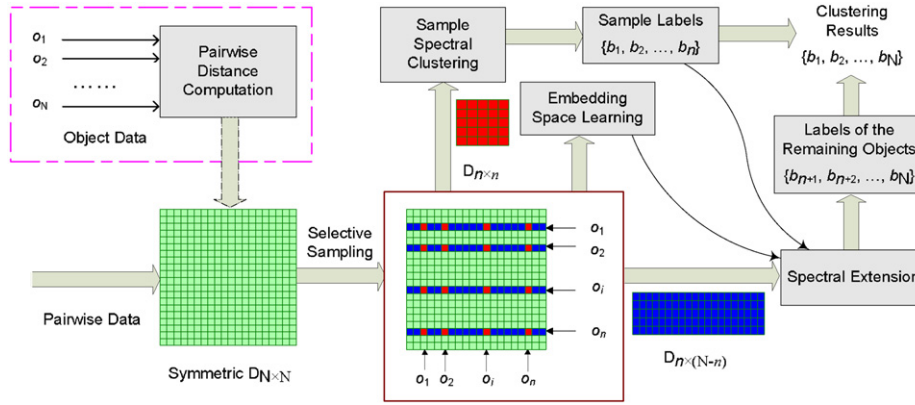 o1
o2
……
oN
Pairwise
Distance
Computation
Object Data
Sample
Spectral
Clustering
Sample Labels
{b1, b2, …, bn}
Clustering
Results
{b1, b2, …, bN}
Embedding
Space Learning
Labels of the
Remaining Objects
{bn+1, bn+2, …, bN}
Dn×n
Selective
Sampling
o1
o2
oi
on
o1 o2 oi on
Spectral Extension
Pairwise Data
Symmetric DN×N
Dn×(N-n)